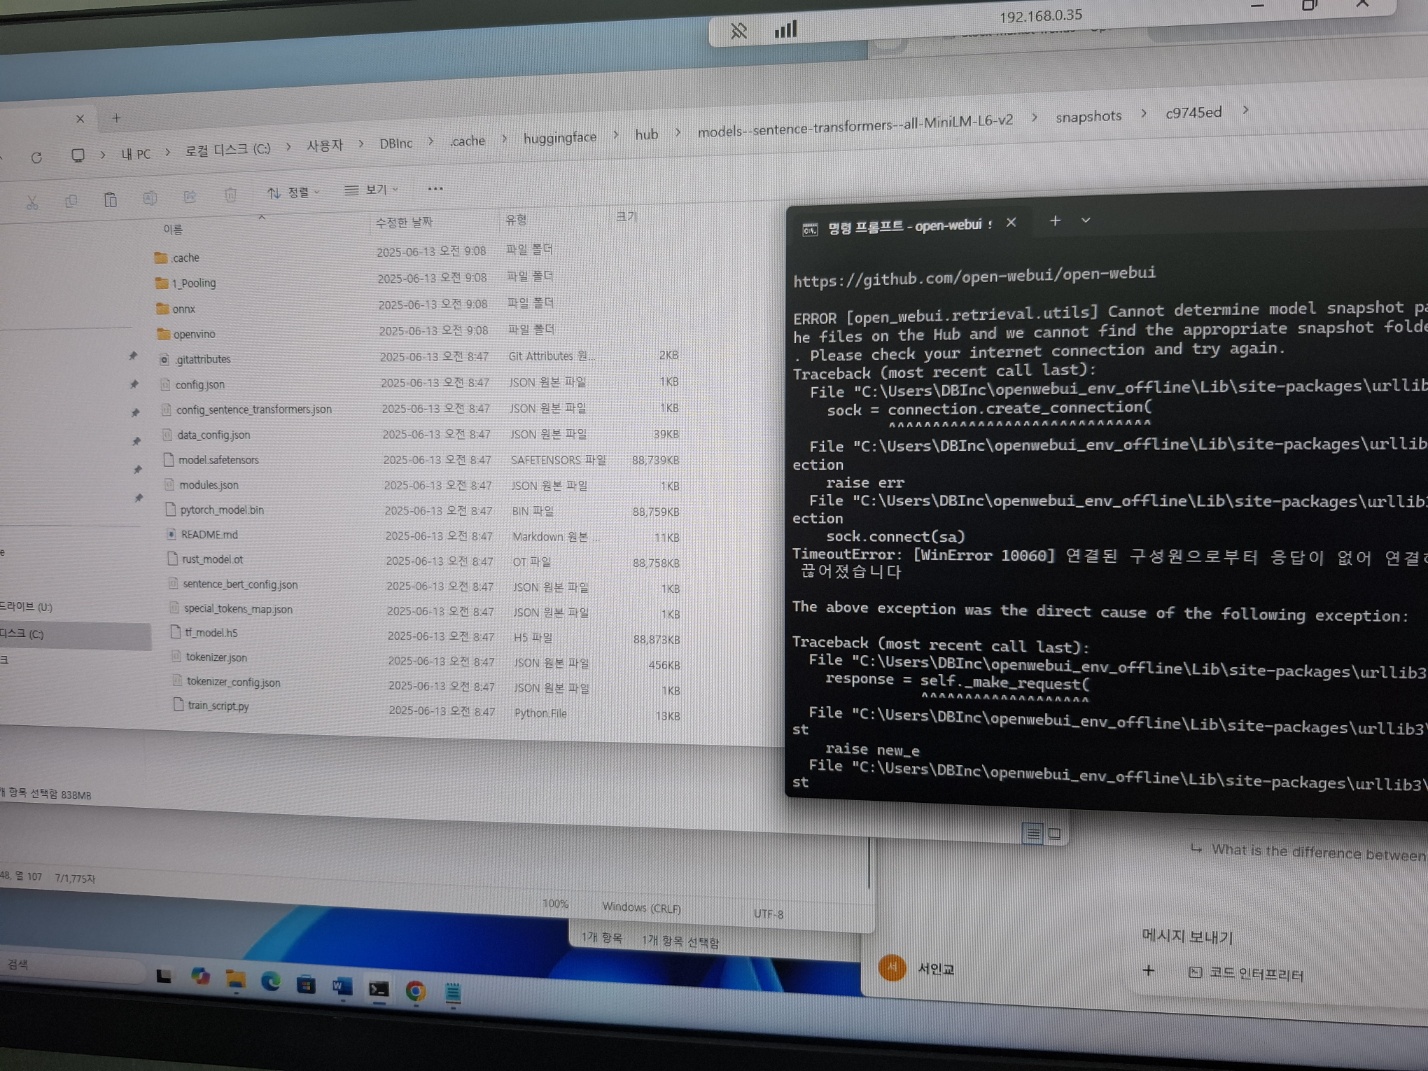 192.168.0.35
내 PC > 로컬 디스크 (C:) > 사용자 > DBInc > .cache > huggingface > hub > models--sentence-transformers--all-MiniLM-L6-v2 > snapshots > c9745ed >
정렬
보기
이름 수정한 날짜 유형 크기
.cache 2025-06-13 오전 9:08 파일 폴더
1_Pooling 2025-06-13 오전 9:08 파일 폴더
onnx 2025-06-13 오전 9:08 파일 폴더
openvino 2025-06-13 오전 9:08 파일 폴더
.gitattributes 2025-06-13 오전 8:47 Git Attributes 원... 2KB
config.json 2025-06-13 오전 8:47 JSON 원본 파일 1KB
config_sentence_transformers.json 2025-06-13 오전 8:47 JSON 원본 파일 1KB
data_config.json 2025-06-13 오전 8:47 JSON 원본 파일 39KB
model.safetensors 2025-06-13 오전 8:47 SAFETENSORS 파일 88,739KB
modules.json 2025-06-13 오전 8:47 JSON 원본 파일 1KB
pytorch_model.bin 2025-06-13 오전 8:47 BIN 파일 88,759KB
README.md 2025-06-13 오전 8:47 Markdown 원본 ... 11KB
rust_model.ot 2025-06-13 오전 8:47 OT 파일 88,758KB
sentence_bert_config.json 2025-06-13 오전 8:47 JSON 원본 파일 1KB
special_tokens_map.json 2025-06-13 오전 8:47 JSON 원본 파일 1KB
tf_model.h5 2025-06-13 오전 8:47 H5 파일 88,873KB
tokenizer.json 2025-06-13 오전 8:47 JSON 원본 파일 456KB
tokenizer_config.json 2025-06-13 오전 8:47 JSON 원본 파일 1KB
train_script.py 2025-06-13 오전 8:47 Python File 13KB
드라이브 (U:)
디스크 (C:)
크
개 항목 선택함 838MB
명령 프롬프트 - open-webui
https://github.com/open-webui/open-webui
ERROR [open_webui.retrieval.utils] Cannot determine model snapshot pa
he files on the Hub and we cannot find the appropriate snapshot folde
. Please check your internet connection and try again.
Traceback (most recent call last):
File "C:\Users\DBInc\openwebui_env_offline\Lib\site-packages\urllib
sock = connection.create_connection(
^^^^^^^^^^^^^^^^^^^^^^^^^^^^^
File "C:\Users\DBInc\openwebui_env_offline\Lib\site-packages\urllib
ection
raise err
File "C:\Users\DBInc\openwebui_env_offline\Lib\site-packages\urllib3
ection
sock.connect(sa)
TimeoutError: [WinError 10060] 연결된 구성원으로부터 응답이 없어 연결하
끊어졌습니다
The above exception was the direct cause of the following exception:
Traceback (most recent call last):
File "C:\Users\DBInc\openwebui_env_offline\Lib\site-packages\urllib3
response = self._make_request(
^^^^^^^^^^^^^^^^^^^
File "C:\Users\DBInc\openwebui_env_offline\Lib\site-packages\urllib3\
st
raise new_e
File "C:\Users\DBInc\openwebui_env_offline\Lib\site-packages\urllib3\
st
What is the difference between
48, 열 107 7/1,775자
100% Windows (CRLF) UTF-8
1개 항목 1개 항목 선택함
메시지 보내기
서 서인교
코드 인터프리터
검색